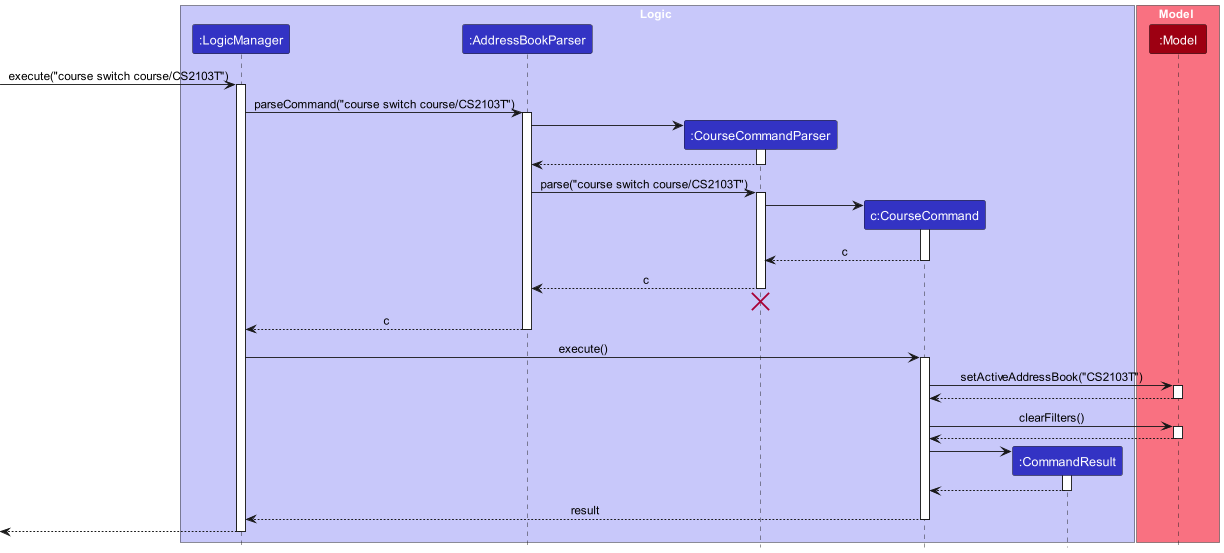 Logic
Model
:LogicManager
:AddressBookParser
:Model
execute("course switch course/CS2103T")
parseCommand("course switch course/CS2103T")
:CourseCommandParser
parse("course switch course/CS2103T")
c:CourseCommand
c
c
c
execute()
setActiveAddressBook("CS2103T")
clearFilters()
:CommandResult
result